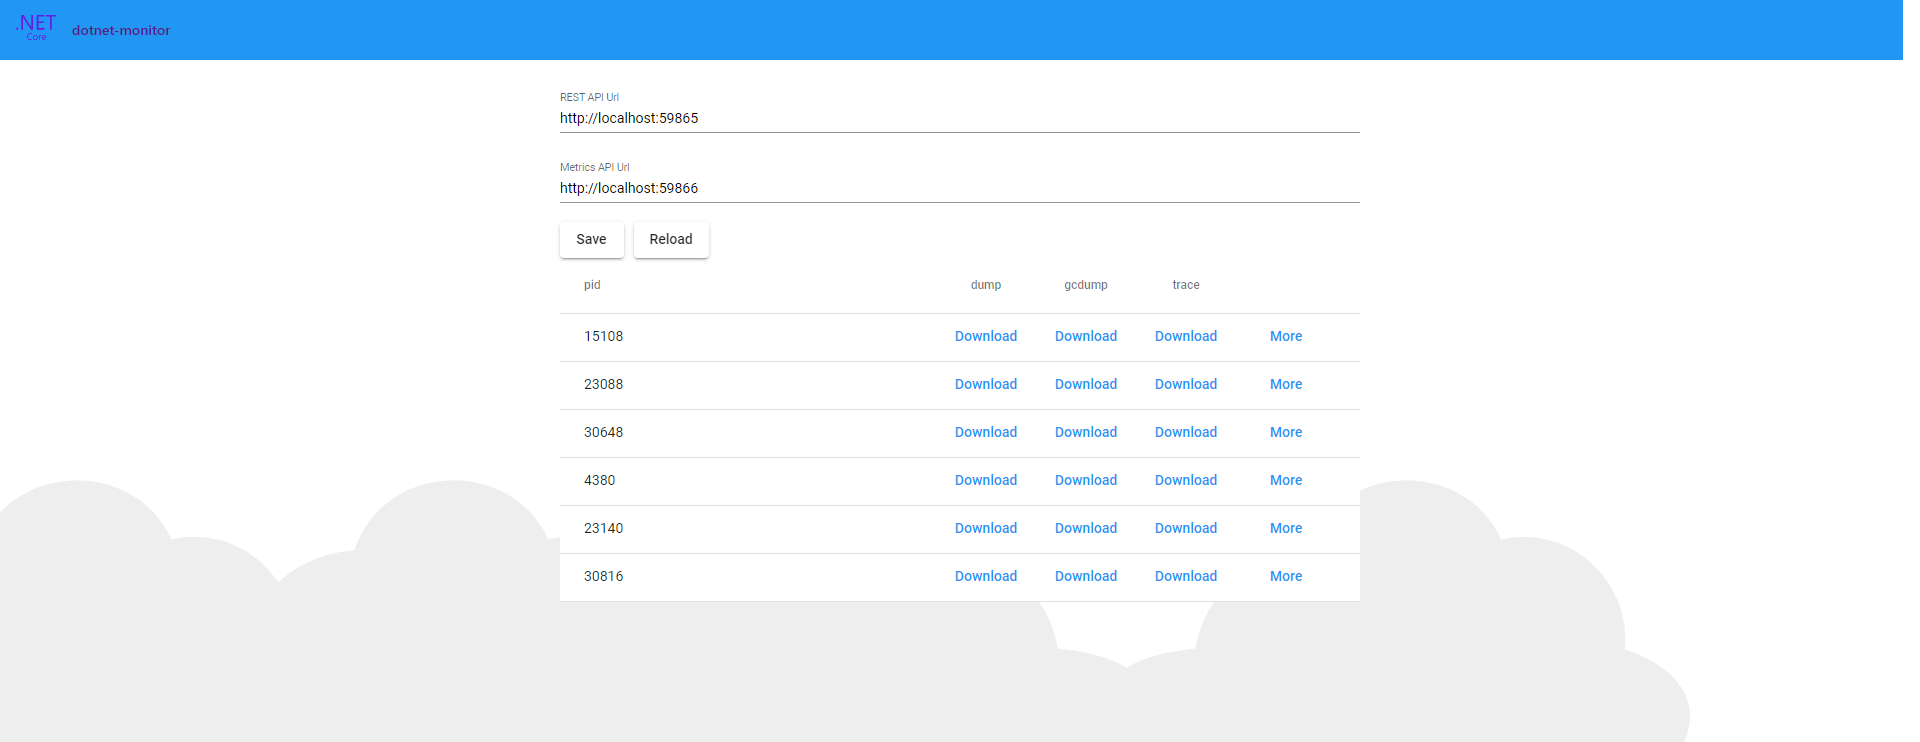 .NET
Core
dotnet-monitor
REST API Url
http://localhost:59865
Metrics API Url
http://localhost:59866
Save Reload
pid dump gcdump trace
15108 Download Download Download More
23088 Download Download Download More
30648 Download Download Download More
4380 Download Download Download More
23140 Download Download Download More
30816 Download Download Download More